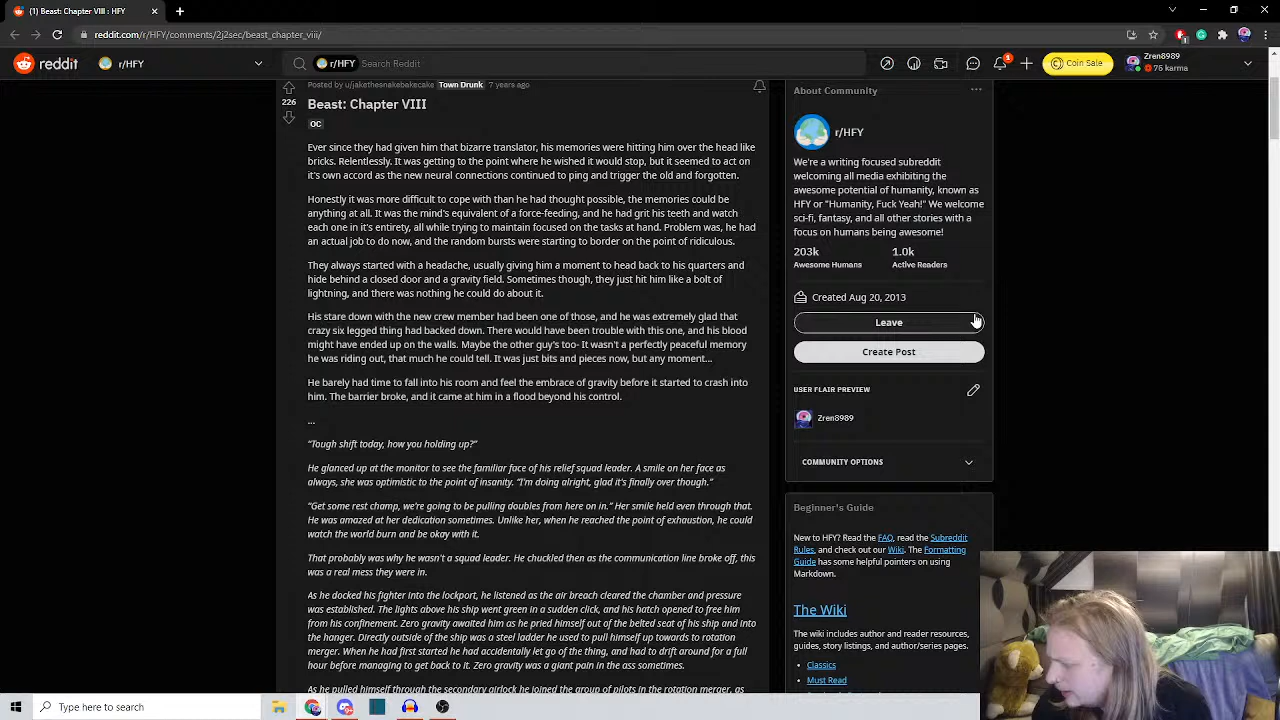 (1) Beast: Chapter VIII : HFY
reddit.com/r/HFY/comments/2j2sec/beast_chapter_viii/
reddit r/HFY r/HFY Search Reddit 1 Coin Sale Zren8989
75 karma
Posted by u/jakethesnakebakecake Town Drunk 7 years ago
226
Beast: Chapter VIII
OC
Ever since they had given him that bizarre translator, his memories were hitting him over the head like
bricks. Relentlessly. It was getting to the point where he wished it would stop, but it seemed to act on
it's own accord as the new neural connections continued to ping and trigger the old and forgotten.
Honestly it was more difficult to cope with than he had thought possible, the memories could be
anything at all. It was the mind's equivalent of a force-feeding, and he had grit his teeth and watch
each one in it's entirety, all while trying to maintain focused on the tasks at hand. Problem was, he had
an actual job to do now, and the random bursts were starting to border on the point of ridiculous.
They always started with a headache, usually giving him a moment to head back to his quarters and
hide behind a closed door and a gravity field. Sometimes though, they just hit him like a bolt of
lightning, and there was nothing he could do about it.
His stare down with the new crew member had been one of those, and he was extremely glad that
crazy six legged thing had backed down. There would have been trouble with this one, and his blood
might have ended up on the walls. Maybe the other guy's too- It wasn't a perfectly peaceful memory
he was riding out, that much he could tell. It was just bits and pieces now, but any moment...
He barely had time to fall into his room and feel the embrace of gravity before it started to crash into
him. The barrier broke, and it came at him in a flood beyond his control.
...
"Tough shift today, how you holding up?"
He glanced up at the monitor to see the familiar face of his relief squad leader. A smile on her face as
always, she was optimistic to the point of insanity. "I'm doing alright, glad it's finally over though."
"Get some rest champ, we're going to be pulling doubles from here on in." Her smile held even through that.
He was amazed at her dedication sometimes. Unlike her, when he reached the point of exhaustion, he could
watch the world burn and be okay with it.
That probably was why he wasn't a squad leader. He chuckled then as the communication line broke off, this
was a real mess they were in.
As he docked his fighter into the lockport, he listened as the air breach cleared the chamber and pressure
was established. The lights above his ship went green in a sudden click, and his hatch opened to free him
from his confinement. Zero gravity awaited him as he pried himself out of the belted seat of his ship and into
the hanger. Directly outside of the ship was a steel ladder he used to pull himself up towards to rotation
merger. When he had first started he had accidentally let go of the thing, and had to drift around for a full
hour before managing to get back to it. Zero gravity was a giant pain in the ass sometimes.
As he pulled himself through the secondary airlock he joined the group of pilots in the rotation merger, as
About Community
r/HFY
We're a writing focused subreddit
welcoming all media exhibiting the
awesome potential of humanity, known as
HFY or "Humanity, Fuck Yeah!" We welcome
sci-fi, fantasy, and all other stories with a
focus on humans being awesome!
203k 1.0k
Awesome Humans Active Readers
Created Aug 20, 2013
Leave
Create Post
USER FLAIR PREVIEW
Zren8989
COMMUNITY OPTIONS
Beginner's Guide
New to HFY? Read the FAQ, read the Subreddit
Rules, and check out our Wiki. The Formatting
Guide has some helpful pointers on using
Markdown.
The Wiki
The wiki includes author and reader resources,
guides, story listings, and author/series pages.
Classics
Must Read
Type here to search